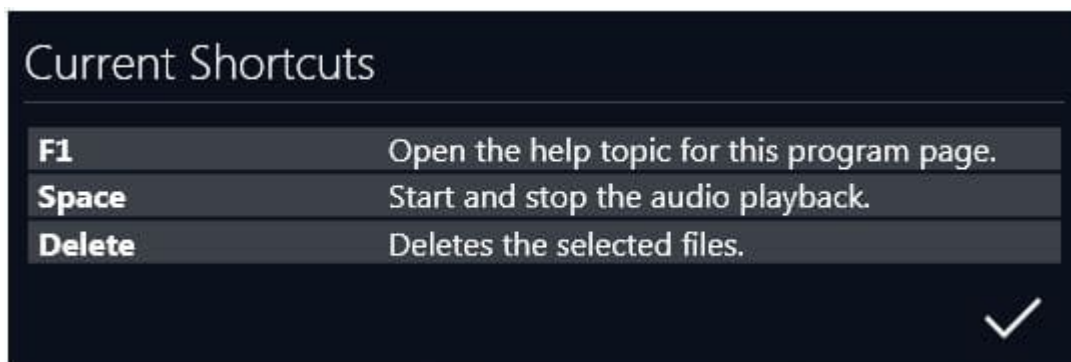 Current Shortcuts
F1 Open the help topic for this program page.
Space Start and stop the audio playback.
Delete Deletes the selected files.